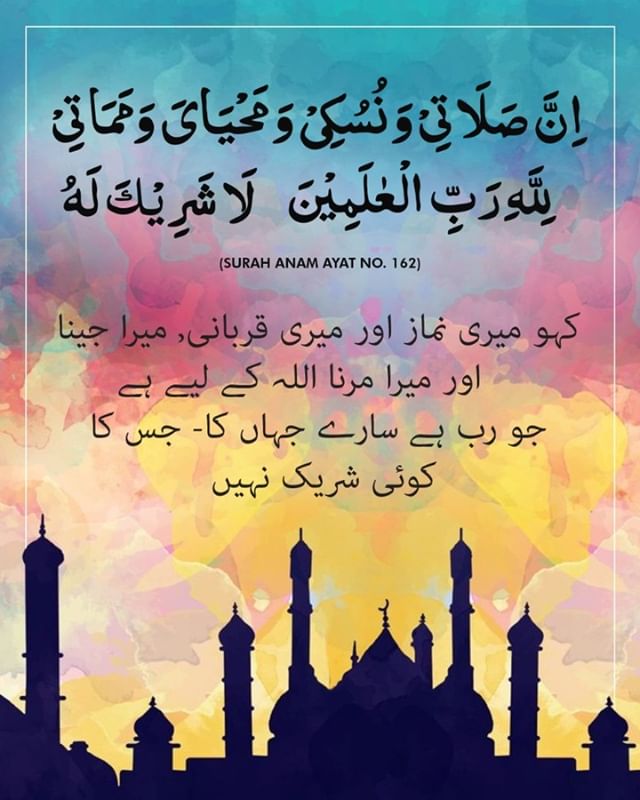 اِنَّ صَلَاتِیْ وَ نُسُکِیْ وَ مَحْیَایَ وَ مَمَاتِیْ
لِلّٰهِ رَبِّ الْعٰلَمِیْنَ لَا شَرِیْکَ لَهُ
(SURAH ANAM AYAT NO. 162)
کہو میری نماز اور میری قربانی, میرا جینا
اور میرا مرنا اللہ کے لیے ہے
جو رب ہے سارے جہاں کا- جس کا
کوئی شریک نہیں